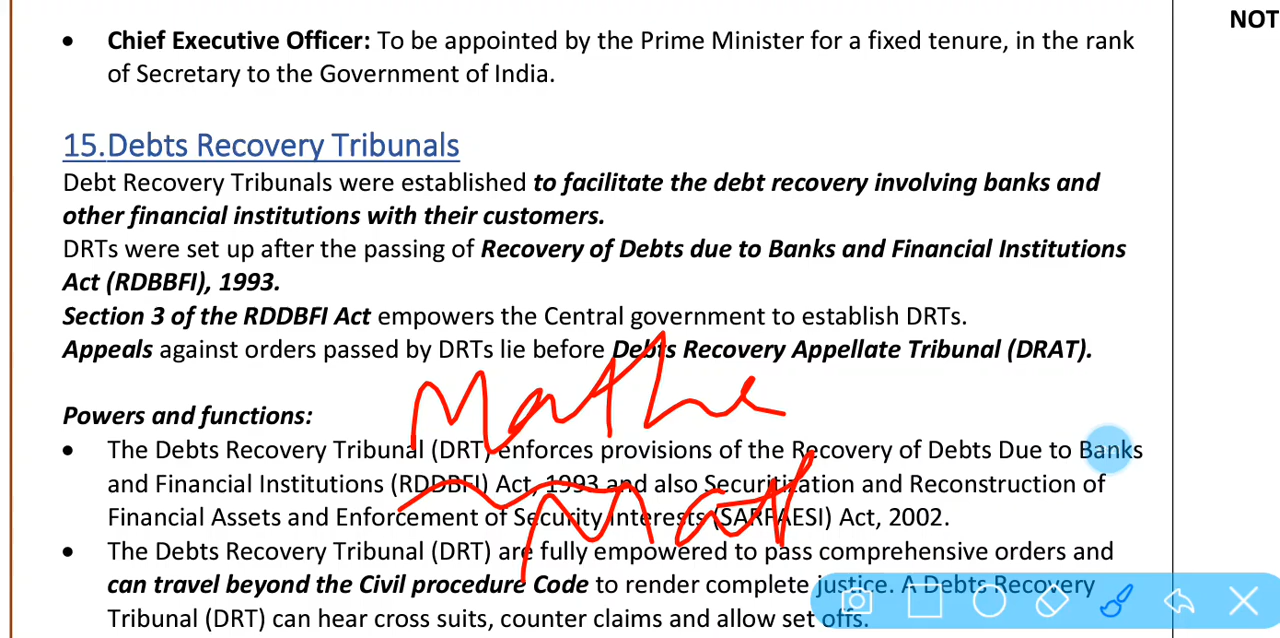 NOT
• Chief Executive Officer: To be appointed by the Prime Minister for a fixed tenure, in the rank
of Secretary to the Government of India.
15.Debts Recovery Tribunals
Debt Recovery Tribunals were established to facilitate the debt recovery involving banks and
other financial institutions with their customers.
DRTs were set up after the passing of Recovery of Debts due to Banks and Financial Institutions
Act (RDBBFI), 1993.
Section 3 of the RDDBFI Act empowers the Central government to establish DRTs.
Appeals against orders passed by DRTs lie before Debts Recovery Appellate Tribunal (DRAT).
Mathe
Powers and functions:
• The Debts Recovery Tribunal (DRT) enforces provisions of the Recovery of Debts Due to Banks
and Financial Institutions (RDDBFI) Act, 1993 and also Securitization and Reconstruction of
Mat
Financial Assets and Enforcement of Security Interests (SARFAESI) Act, 2002.
• The Debts Recovery Tribunal (DRT) are fully empowered to pass comprehensive orders and
can travel beyond the Civil procedure Code to render complete justice. A Debts Recovery
Tribunal (DRT) can hear cross suits, counter claims and allow set offs.